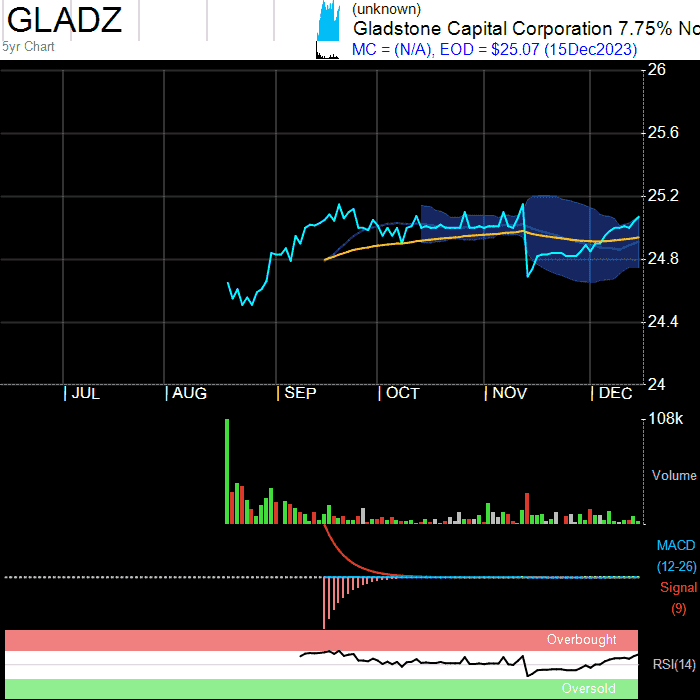 GLADZ
5yr Chart
(unknown)
Gladstone Capital Corporation 7.75% No
MC = (N/A), EOD = $25.07 (15Dec2023)
26
25.6
25.2
24.8
24.4
24
JUL
AUG
SEP
OCT
NOV
DEC
108k
Volume
MACD
(12-26)
Signal
(9)
Overbought
RSI(14)
Oversold